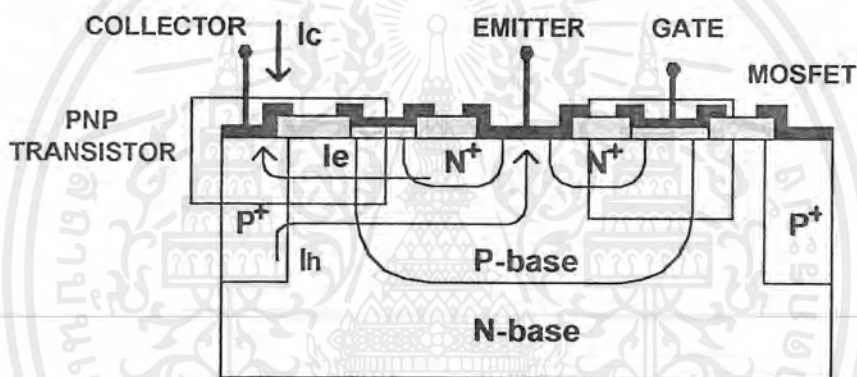 COLLECTOR
Ic
EMITTER
GATE
MOSFET
PNP
TRANSISTOR
Ie
N+
N+
P+
P+
Ih
P-base
N-base